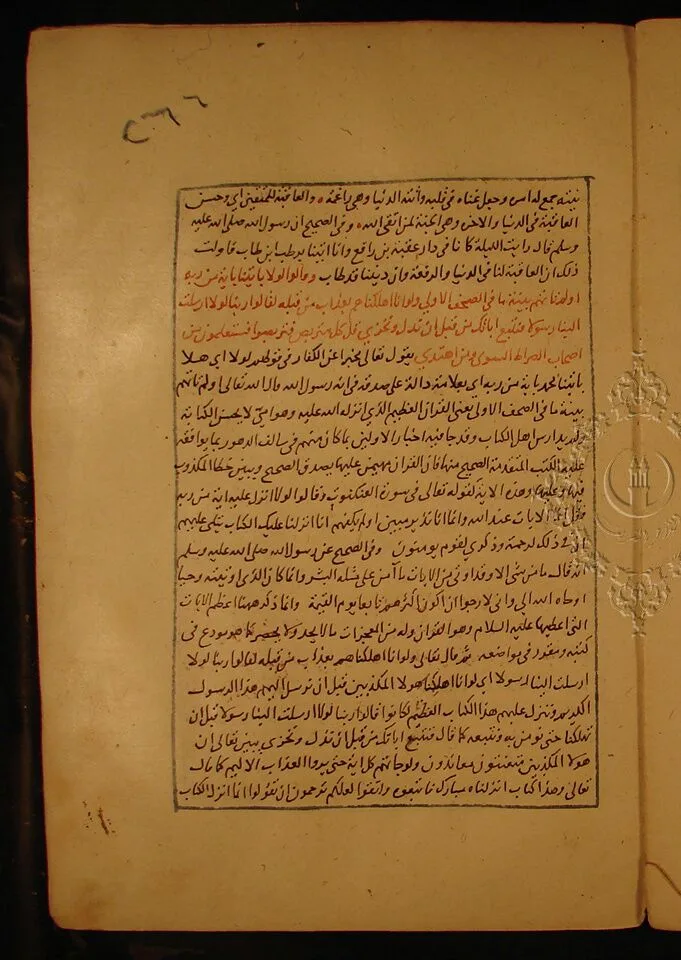 نيته جمع له امره وجعل غناه في قلبه واتته الدنيا وهي راغمة والعاقبة للمتقين اي وحسن
العاقبة في الدنيا والاخرة وهي الجنة لمن اتقى الله وفي الصحيح ان رسول الله صلى الله عليه
وسلم قال رايت الليلة كانا في دار عقبة بن رافع وانا اتينا برطب ابن طاب فاولت
ذلك ان العاقبة لنا في الدنيا والرفعة وان ديننا قد طاب وقالوا لولا ياتينا باية من ربه
اولم تاتهم بينة ما في الصحف الاولى ولو انا اهلكناهم بعذاب من قبله لقالوا ربنا لولا ارسلت
الينا رسولا فنتبع اياتك من قبل ان نذل ونخزى قل كل متربص فتربصوا فستعلمون من
اصحاب الصراط السوي ومن اهتدى يقول تعالى مخبرا عن الكفار في قولهم لولا اي هلا
ياتينا محمد باية من ربه اي بعلامة دالة على صدقه في انه رسول الله قال الله تعالى اولم تاتهم
بينة ما في الصحف الاولى يعني القران العظيم الذي انزله الله عليه وهو امي لا يحسن الكتابة
ولم يدارس اهل الكتاب وقد جا فيه اخبار الاولين بما كان منهم في سالف الدهور بما يوافقه
عليه الكتب المتقدمة الصحيح منها فان القران مهيمن عليها يصدق الصحيح ويبين خطا المكذوب
فيها وعليها وهذه الاية كقوله تعالى في سورة العنكبوت وقالوا لولا انزل عليه اية من ربه
قل انما الايات عند الله وانما انا نذير مبين اولم يكفهم انا انزلنا عليك الكتاب يتلى عليهم
ان في ذلك لرحمة وذكرى لقوم يومنون وفي الصحيح عن رسول الله صلى الله عليه وسلم
انه قال ما من نبي الا وقد اوتي من الايات ما آمن على مثله البشر وانما كان الذي اوتيته وحيا
اوحاه الله الي واني لارجوا ان اكون اكثرهم تابعا يوم القيمة وانما ذكر ههنا اعظم الايات
التي اعطيها عليه السلام وهو القران وله من المعجزات ما لا يحد ولا يحصر كما هو مودع في
كتبه ومقرر في مواضعه ثم قال تعالى ولو انا اهلكناهم بعذاب من قبله لقالوا ربنا لولا
ارسلت الينا رسولا اي لو انا اهلكنا هولا المكذبين قبل ان نرسل اليهم هذا الرسول
الكريم وننزل عليهم هذا الكتاب العظيم لكانوا قالوا ربنا لولا ارسلت الينا رسولا قبل ان
تهلكنا حتى نومن به ونتبعه كما قال فنتبع اياتك من قبل ان نذل ونخزى يبين تعالى ان
هولا المكذبين متعنتون معاندون ولو جاتهم كل اية حتى يروا العذاب الاليم كما قال
تعالى وهذا كتاب انزلناه مبارك فاتبعوه واتقوا لعلكم ترحمون ان تقولوا انما انزل الكتاب